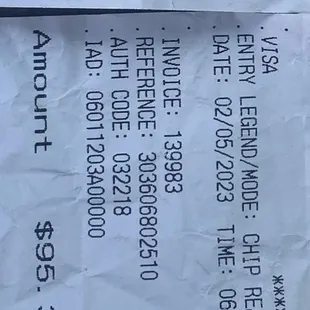 . VISA
. ENTRY LEGEND/MODE: CHIP RE
. DATE: 02/05/2023 TIME: 06
. INVOICE: 139983
. REFERENCE: 303606802510
. AUTH CODE: 032218
. IAD: 06011203A00000
Amount $95.